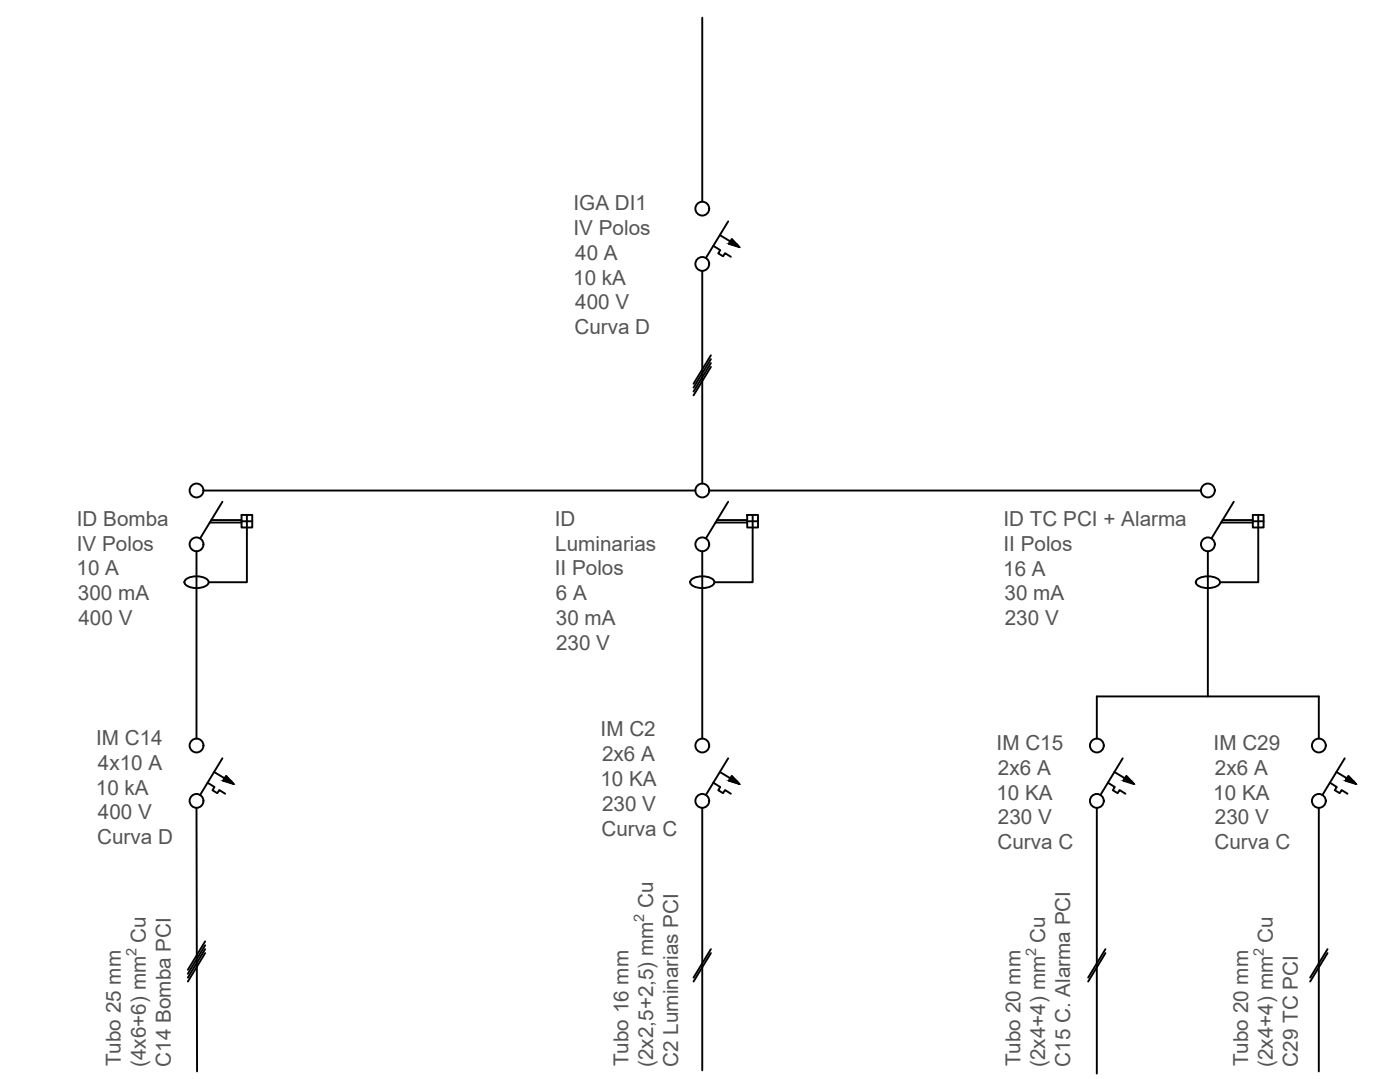 IGA DI1
IV Polos
40 A
10 kA
400 V
Curva D
ID Bomba
IV Polos
10 A
300 mA
400 V
ID
Luminarias
II Polos
6 A
30 mA
230 V
ID TC PCI + Alarma
II Polos
16 A
30 mA
230 V
IM C14
4x10 A
10 kA
400 V
Curva D
IM C2
2x6 A
10 KA
230 V
Curva C
IM C15
2x6 A
10 KA
230 V
Curva C
IM C29
2x6 A
10 KA
230 V
Curva C
Tubo 25 mm
(4x6+6) mm² Cu
C14 Bomba PCI
Tubo 16 mm
(2x2,5+2,5) mm² Cu
C2 Luminarias PCI
Tubo 20 mm
(2x4+4) mm² Cu
C15 C. Alarma PCI
Tubo 20 mm
(2x4+4) mm² Cu
C29 TC PCI